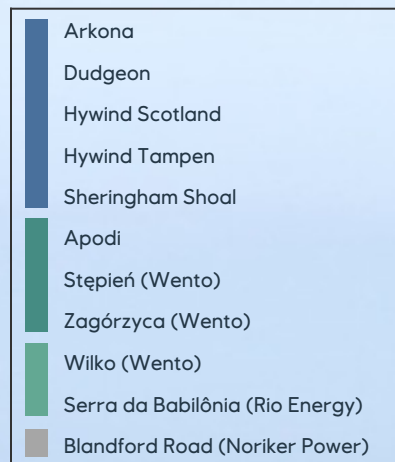 Arkona
Dudgeon
Hywind Scotland
Hywind Tampen
Sheringham Shoal
Apodi
Stępień (Wento)
Zagórzyca (Wento)
Wilko (Wento)
Serra da Babilônia (Rio Energy)
Blandford Road (Noriker Power)